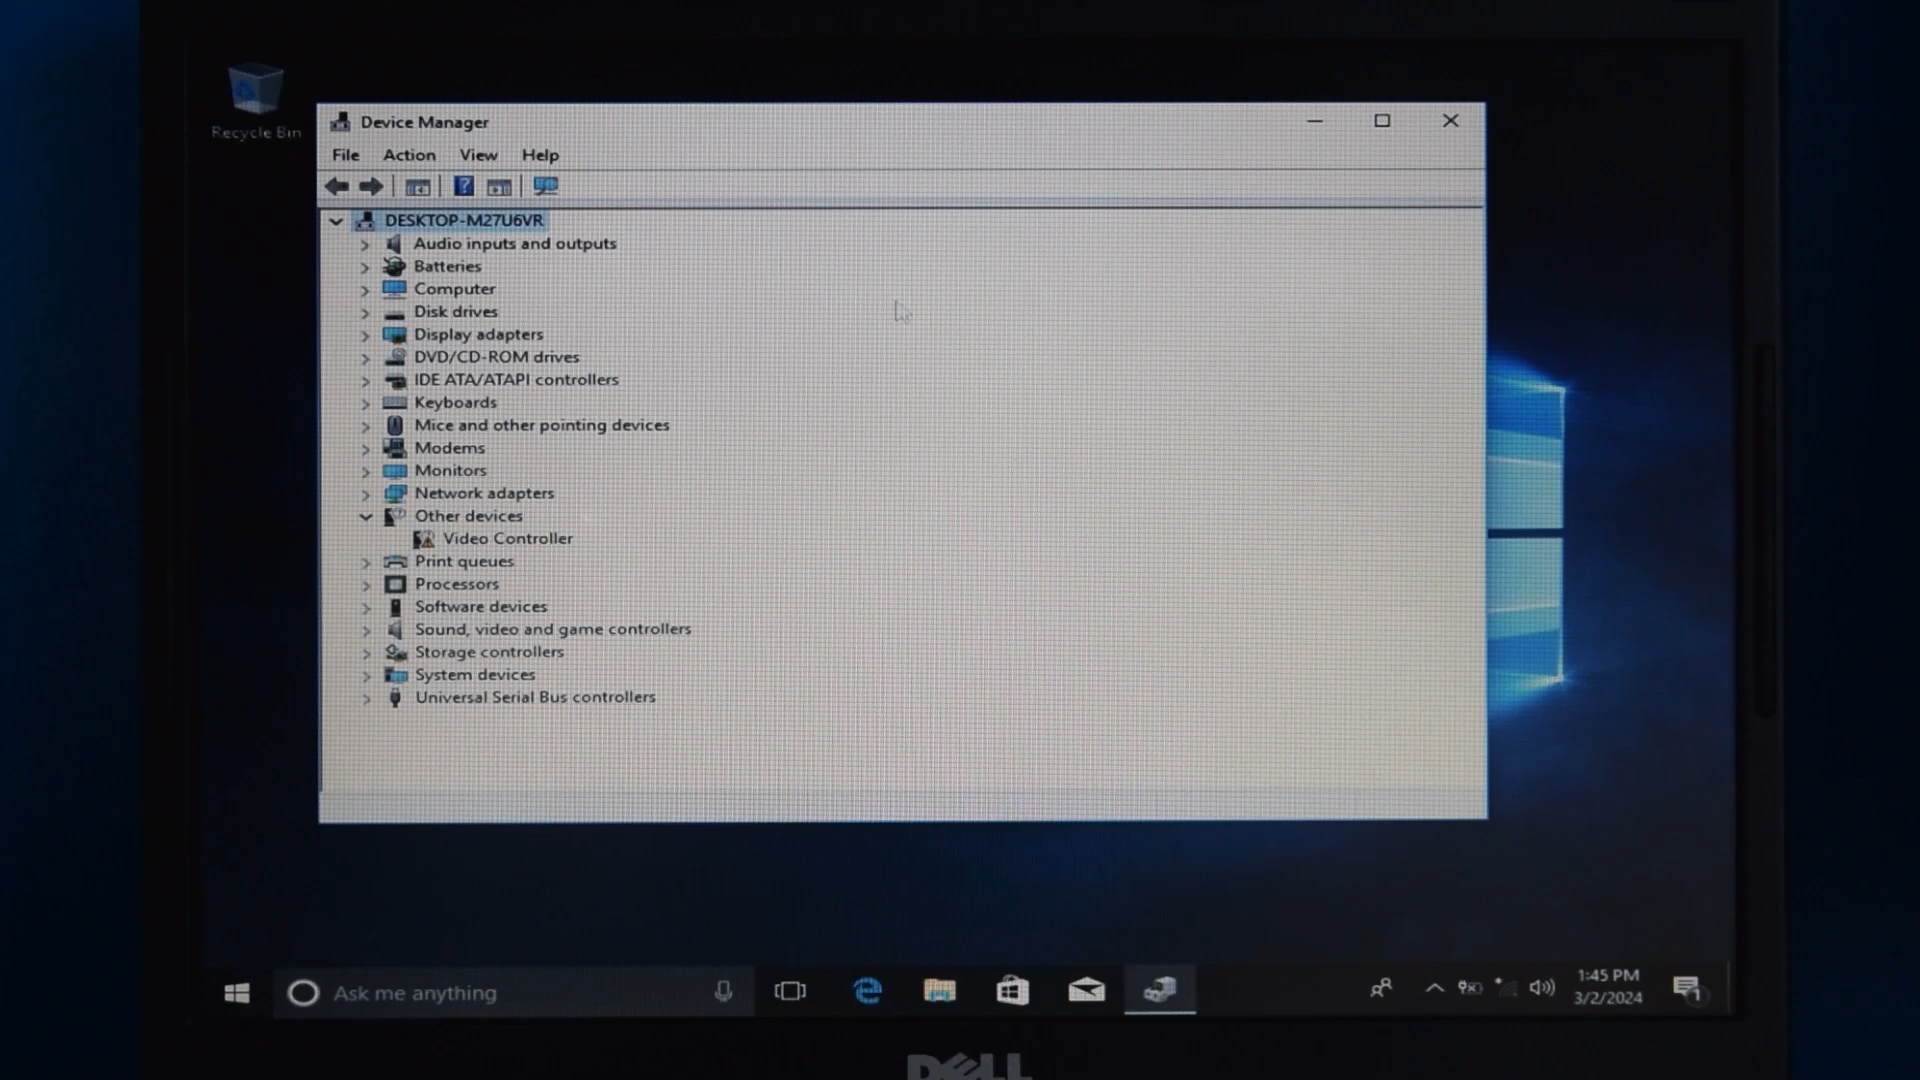 Recycle Bin
Device Manager
File Action View Help
DESKTOP-M27U6VR
Audio inputs and outputs
Batteries
Computer
Disk drives
Display adapters
DVD/CD-ROM drives
IDE ATA/ATAPI controllers
Keyboards
Mice and other pointing devices
Modems
Monitors
Network adapters
Other devices
Video Controller
Print queues
Processors
Software devices
Sound, video and game controllers
Storage controllers
System devices
Universal Serial Bus controllers
Ask me anything
1:45 PM
3/2/2024
1
DELL